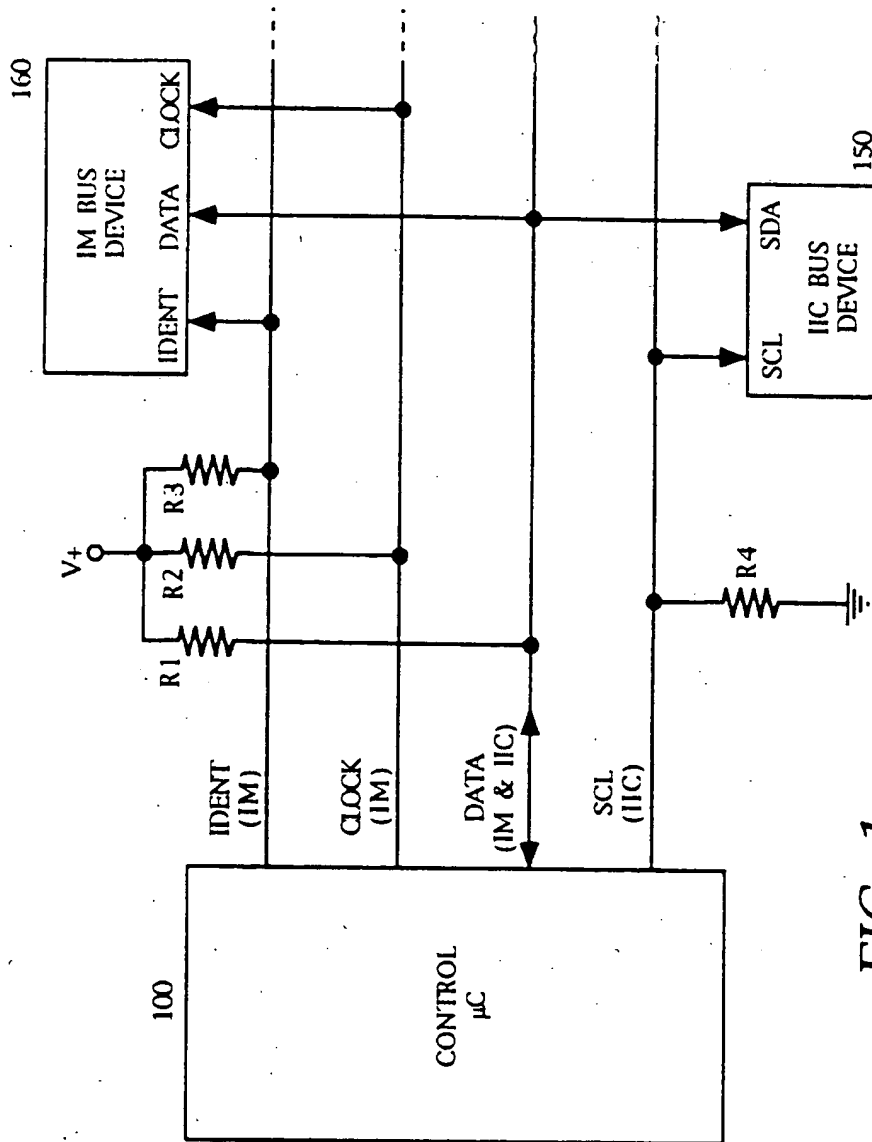 160
IM BUS
DEVICE
IDENT
DATA
CLOCK
V+
R1
R2
R3
IDENT
(IM)
CLOCK
(IM)
DATA
(IM & IIC)
SCL
(IIC)
100
CONTROL
μC
R4
SCL
SDA
IIC BUS
DEVICE
150
FIG. 1